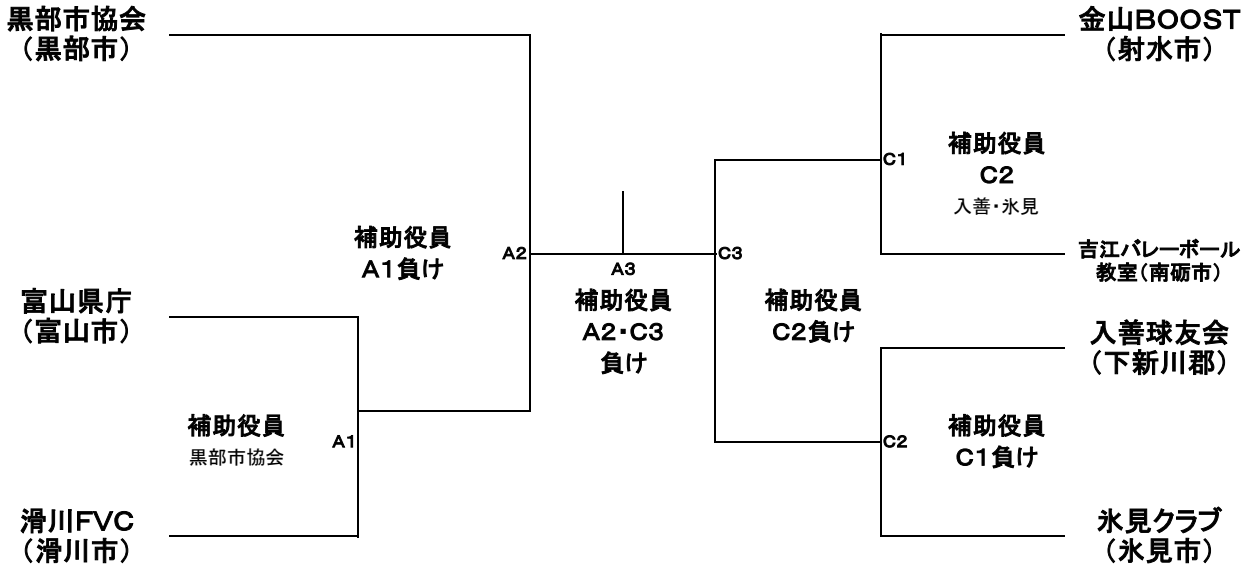 黒部市協会
（黒部市）
補助役員
Ａ１負け
A2
富山県庁
（富山市）
補助役員
黒部市協会
A1
滑川ＦＶＣ
（滑川市）
A3
補助役員
Ａ２・Ｃ３
負け
金山ＢＯＯＳＴ
（射水市）
C1
補助役員
Ｃ２
入善・氷見
吉江バレーボール
教室（南砺市）
C3
補助役員
Ｃ２負け
入善球友会
（下新川郡）
C2
補助役員
Ｃ１負け
氷見クラブ
（氷見市）